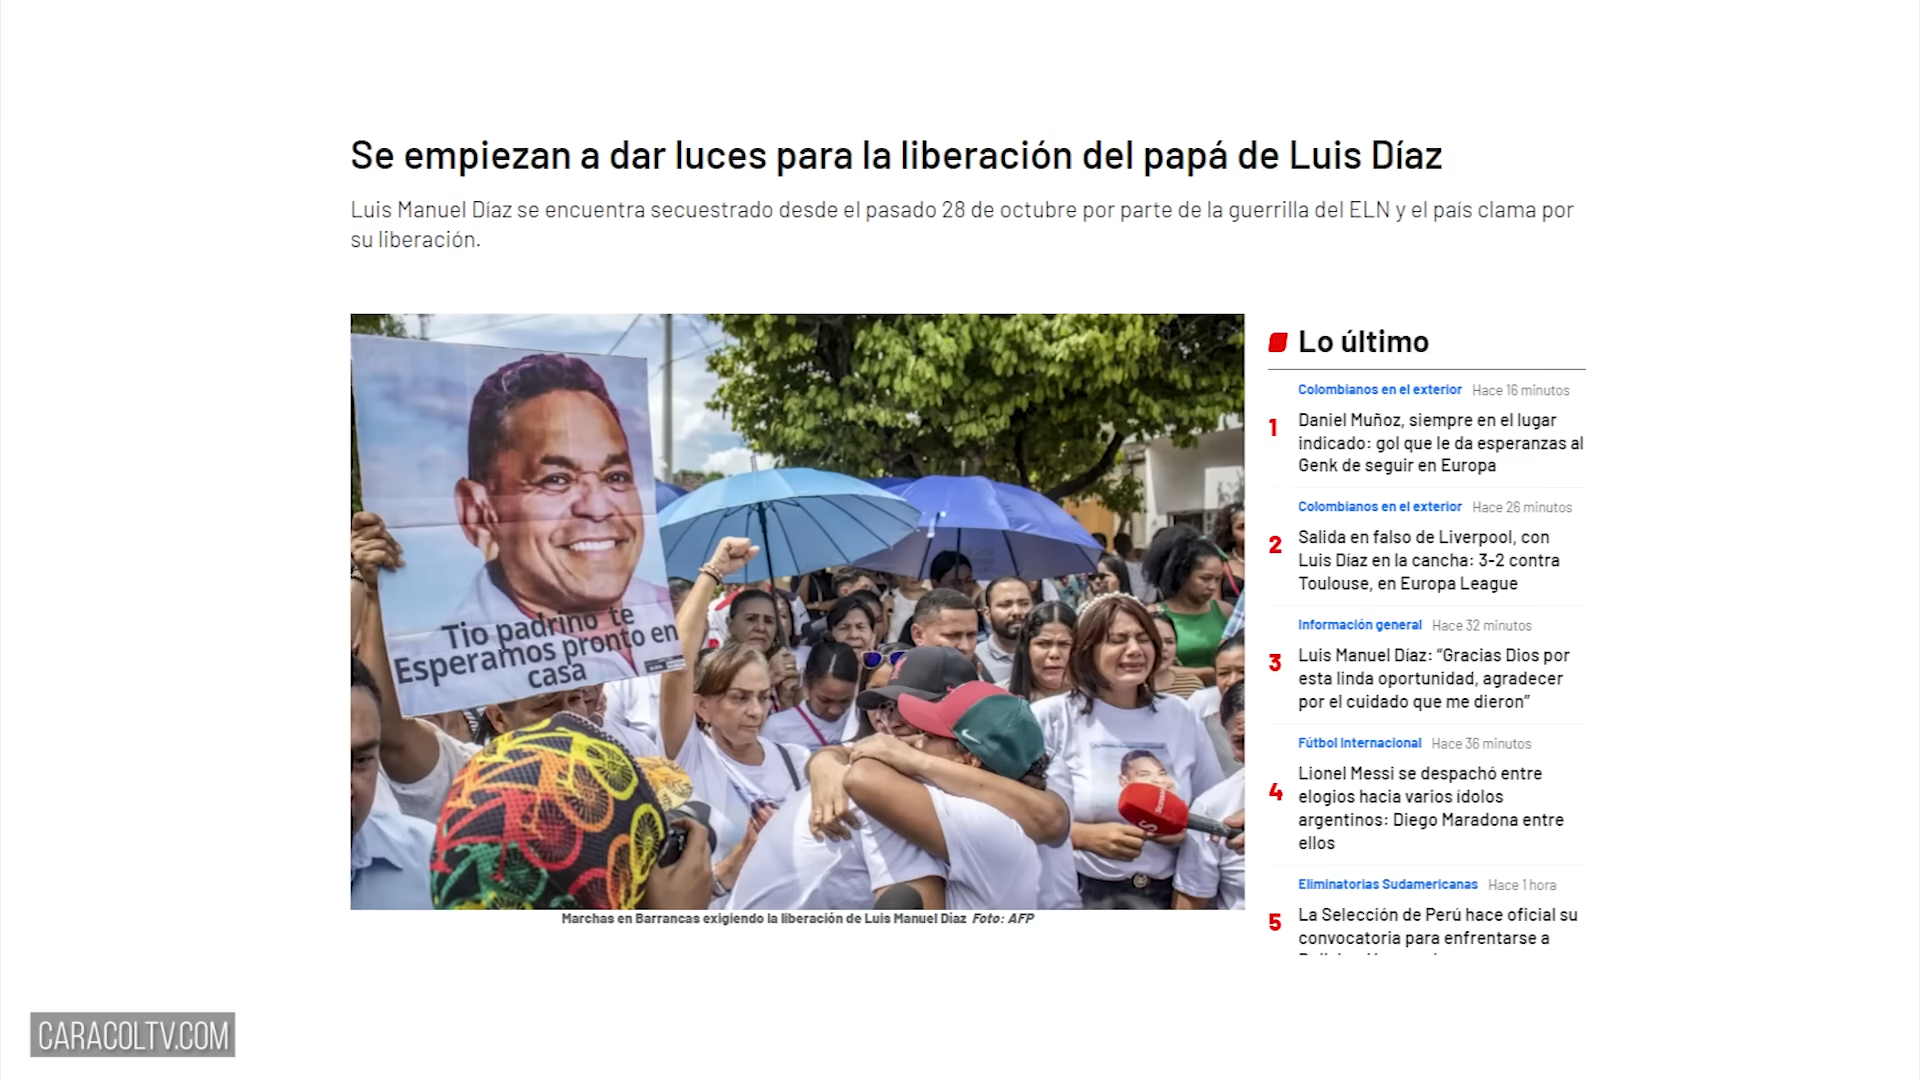 Se empiezan a dar luces para la liberación del papá de Luis Díaz
Luis Manuel Díaz se encuentra secuestrado desde el pasado 28 de octubre por parte de la guerrilla del ELN y el país clama por
su liberación.
Tio padrino te
Esperamos pronto en
casa
Marchas en Barrancas exigiendo la liberación de Luis Manuel Díaz Foto: AFP
Lo último
Colombianos en el exterior Hace 16 minutos
1
Daniel Muñoz, siempre en el lugar
indicado: gol que le da esperanzas al
Genk de seguir en Europa
Colombianos en el exterior Hace 26 minutos
2
Salida en falso de Liverpool, con
Luis Díaz en la cancha: 3-2 contra
Toulouse, en Europa League
Información general Hace 32 minutos
3
Luis Manuel Díaz: “Gracias Dios por
esta linda oportunidad, agradecer
por el cuidado que me dieron”
Fútbol Internacional Hace 36 minutos
4
Lionel Messi se despachó entre
elogios hacia varios ídolos
argentinos: Diego Maradona entre
ellos
Eliminatorias Sudamericanas Hace 1 hora
5
La Selección de Perú hace oficial su
convocatoria para enfrentarse a
CARACOLTV.COM